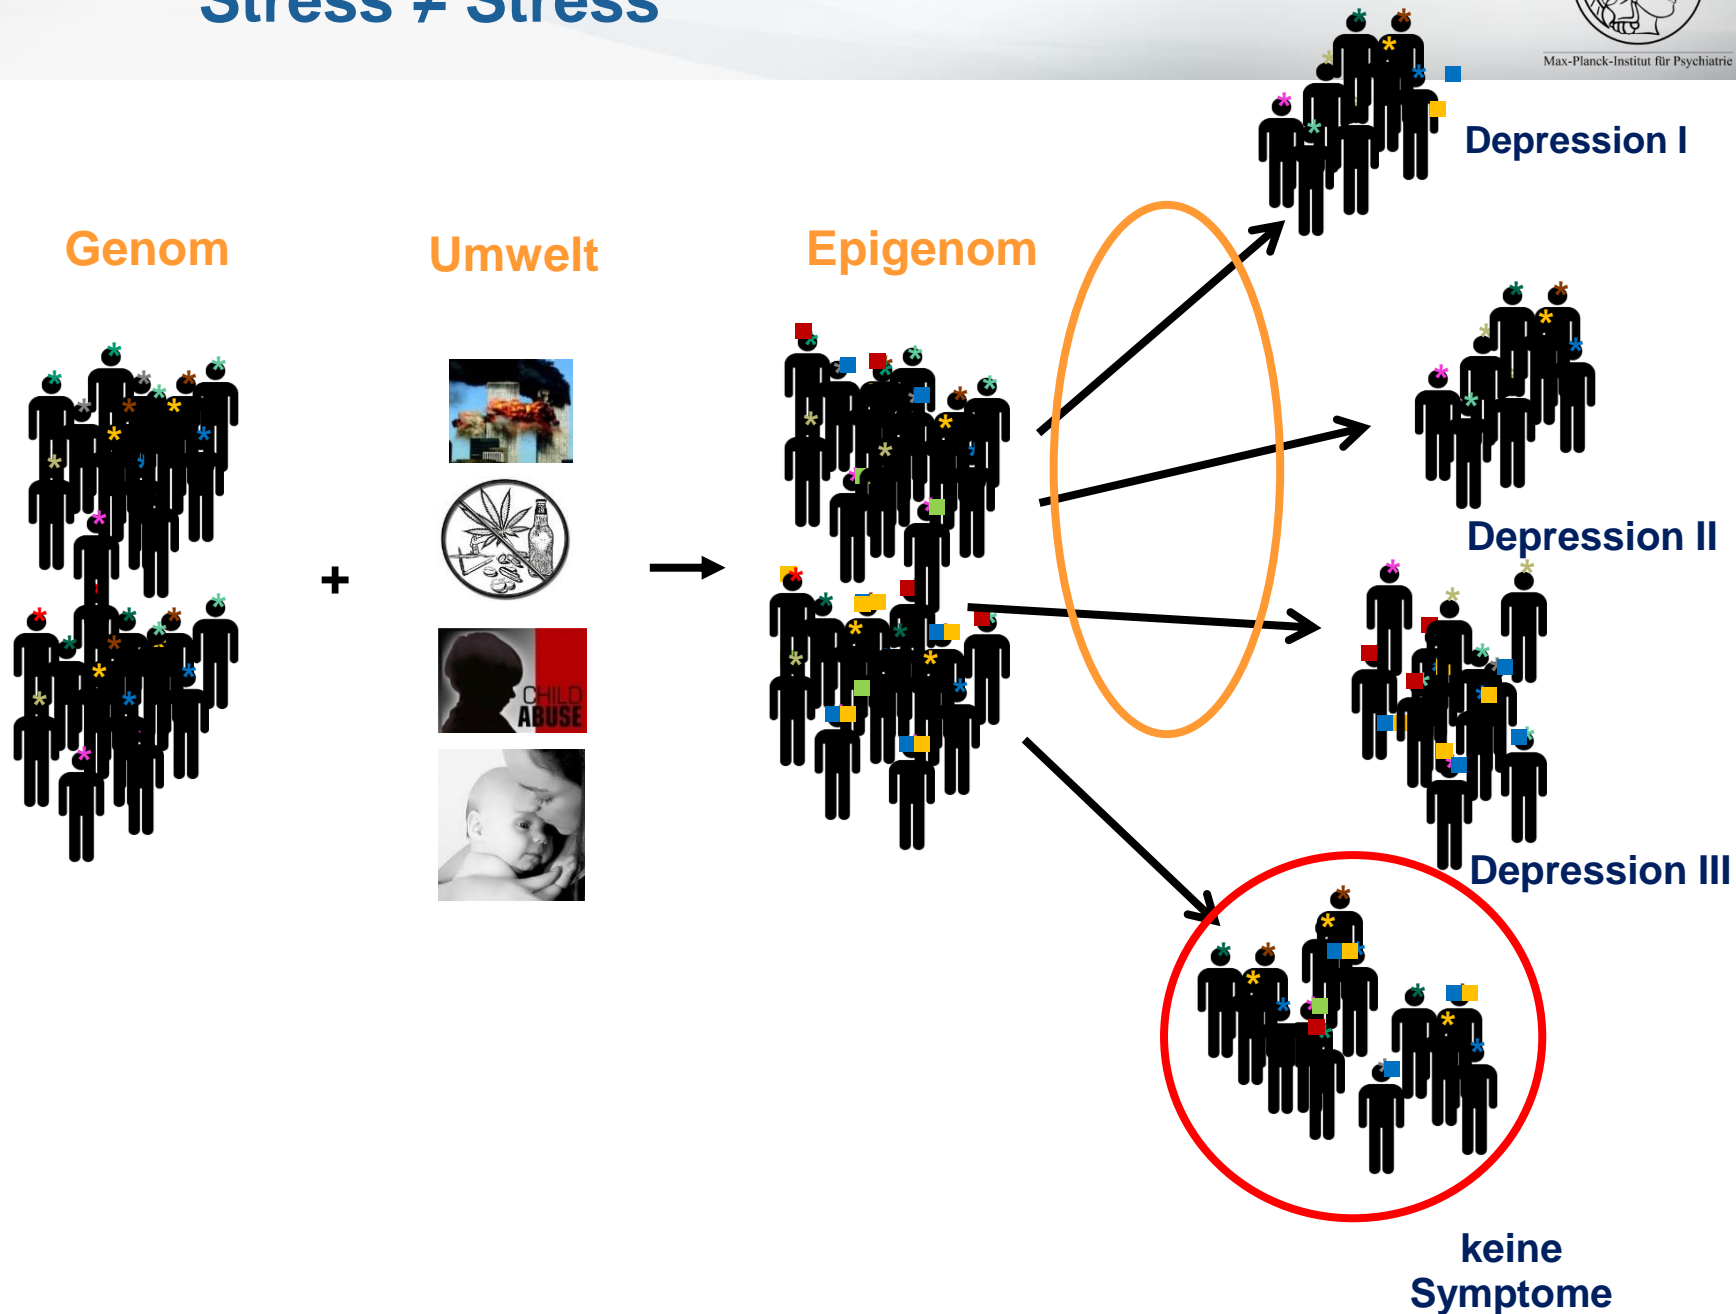 Stress ≠ Stress
Max-Planck-Institut für Psychiatrie
Depression I
Genom
Umwelt
Epigenom
+
CHILD
ABUSE
Depression II
Depression III
keine
Symptome